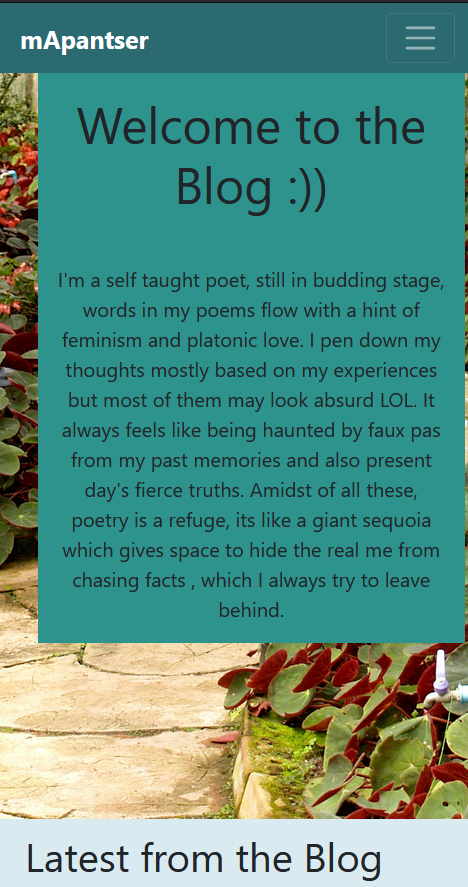 mApantser
Welcome to the
Blog :))
I'm a self taught poet, still in budding stage,
words in my poems flow with a hint of
feminism and platonic love. I pen down my
thoughts mostly based on my experiences
but most of them may look absurd LOL. It
always feels like being haunted by faux pas
from my past memories and also present
day's fierce truths. Amidst of all these,
poetry is a refuge, its like a giant sequoia
which gives space to hide the real me from
chasing facts , which I always try to leave
behind.
Latest from the Blog